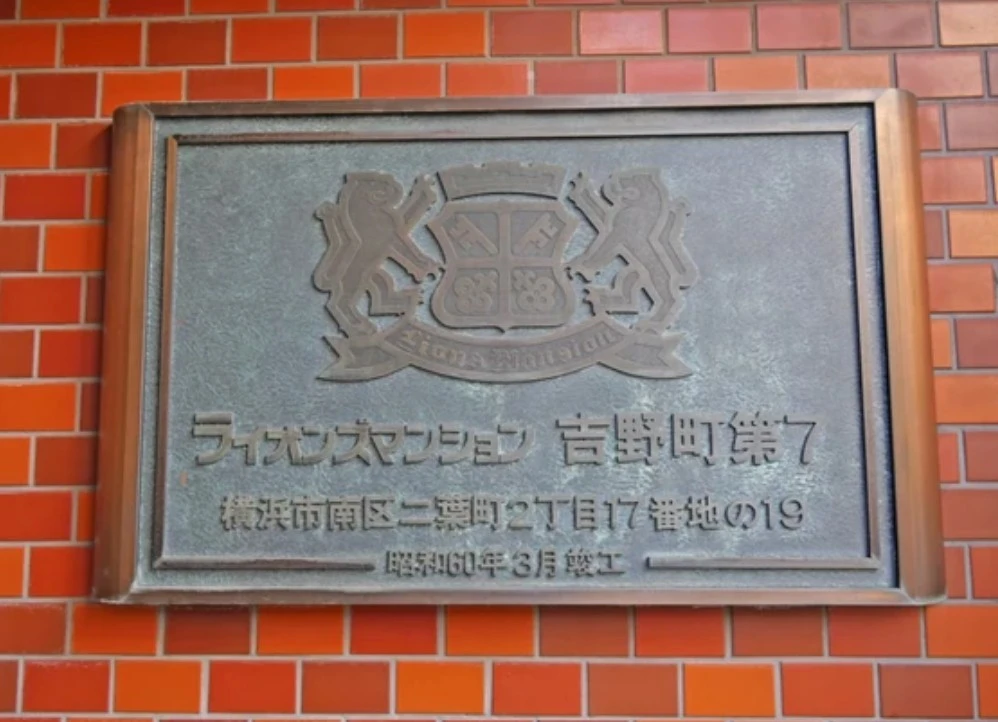 Lions Mansion
ライオンズマンション 吉野町第7
横浜市南区二葉町2丁目17番地の19
昭和60年3月竣工